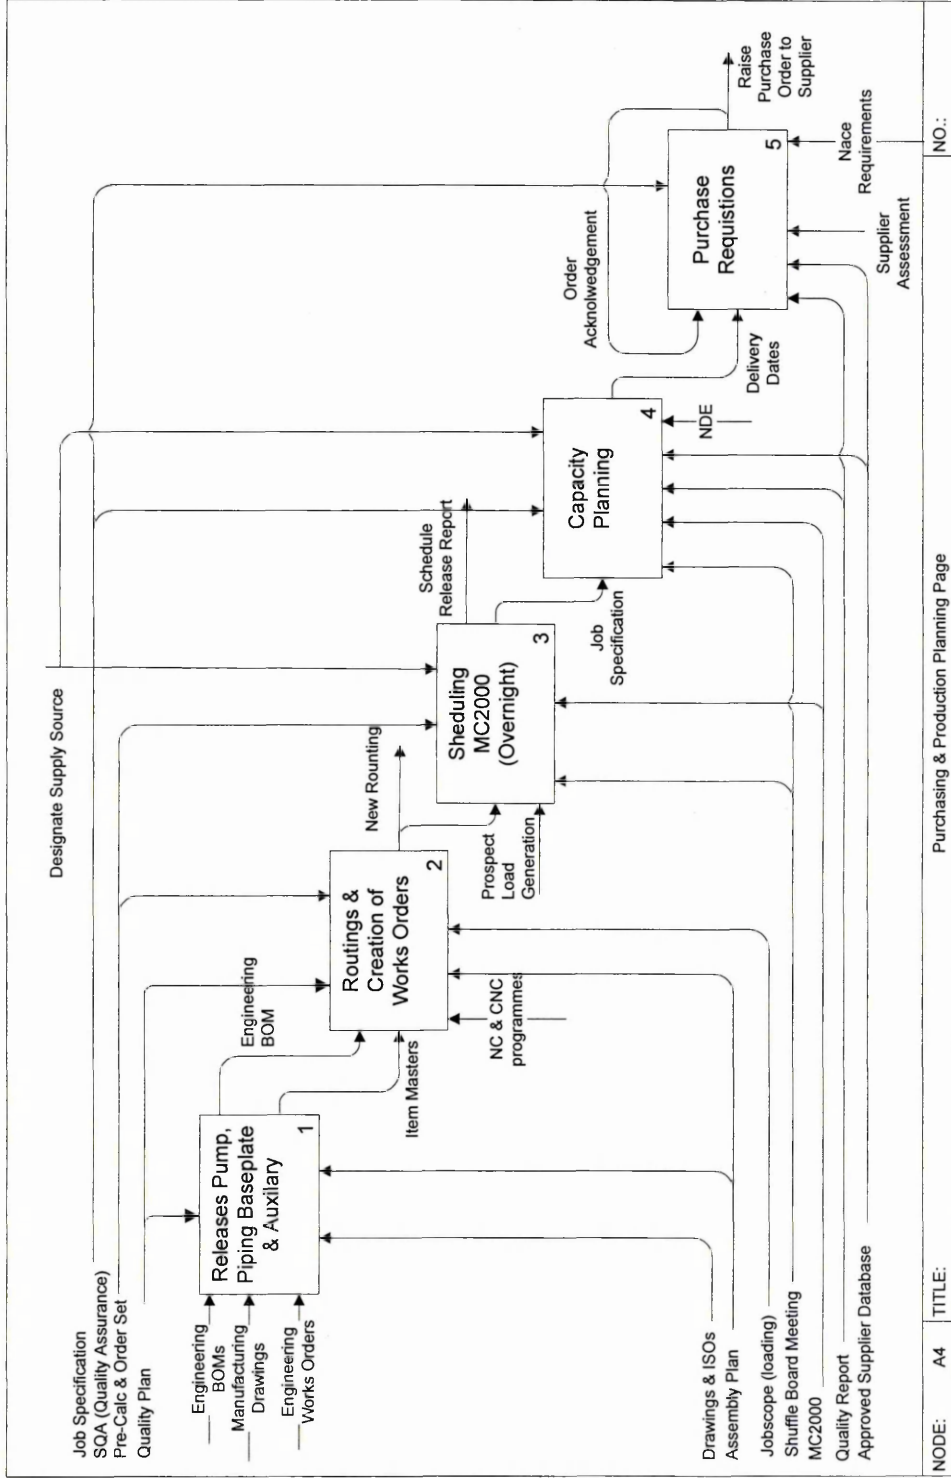 Designate Supply Source
Job Specification
SQA (Quality Assurance)
Pre-Calc & Order Set
Quality Plan
Engineering
BOMs
Manufacturing
Drawings
Engineering
Works Orders
Releases Pump,
Piping Baseplate
& Auxilary
1
Engineering
BOM
Item Masters
Routings &
Creation of
Works Orders
2
NC & CNC
programmes
New Rounting
Prospect
Load
Generation
Sheduling
MC2000
(Overnight)
3
Schedule
Release Report
Job
Specification
Capacity
Planning
4
NDE
Delivery
Dates
Order
Acknolwedgement
Purchase
Requistions
5
Raise
Purchase
Order to
Supplier
Nace
Requirements
Supplier
Assessment
Drawings & ISOs
Assembly Plan
Jobscope (loading)
Shuffle Board Meeting
MC2000
Quality Report
Approved Supplier Database
NODE: A4 TITLE: Purchasing & Production Planning Page NO.: